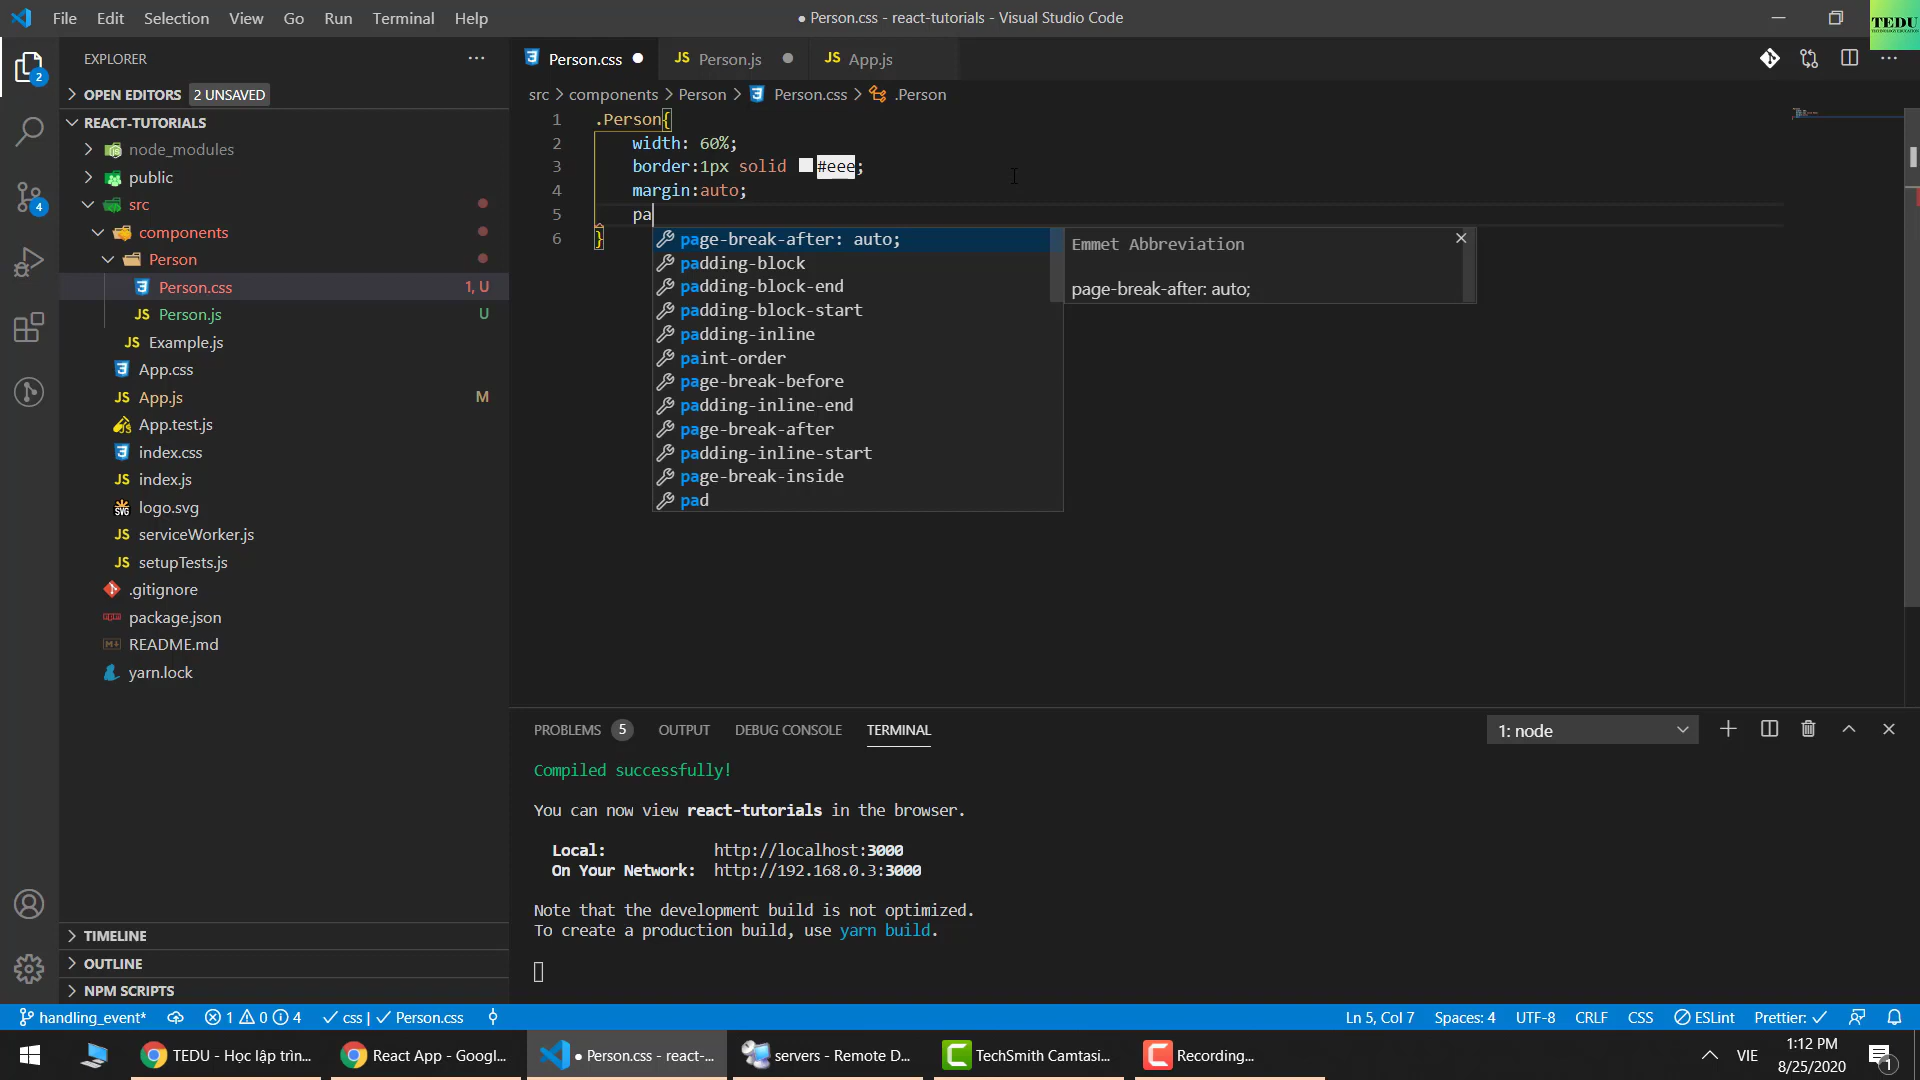 File Edit Selection View Go Run Terminal Help
● Person.css - react-tutorials - Visual Studio Code
TEDU
EXPLORER
OPEN EDITORS 2 UNSAVED
REACT-TUTORIALS
node_modules
public
src
components
Person
Person.css 1, U
Person.js U
Example.js
App.css
App.js M
App.test.js
index.css
index.js
logo.svg
serviceWorker.js
setupTests.js
.gitignore
package.json
README.md
yarn.lock
TIMELINE
OUTLINE
NPM SCRIPTS
2
4
Person.css ● JS Person.js ● JS App.js
src > components > Person > Person.css > .Person
1 .Person{
2 width: 60%;
3 border:1px solid #eee;
4 margin:auto;
5 pa
6 }
page-break-after: auto;
padding-block
padding-block-end
padding-block-start
padding-inline
paint-order
page-break-before
padding-inline-end
page-break-after
padding-inline-start
page-break-inside
pad
Emmet Abbreviation
page-break-after: auto;
PROBLEMS 5 OUTPUT DEBUG CONSOLE TERMINAL
1: node
Compiled successfully!
You can now view react-tutorials in the browser.
Local: http://localhost:3000
On Your Network: http://192.168.0.3:3000
Note that the development build is not optimized.
To create a production build, use yarn build.
handling_event* 1 0 4 css | Person.css
Ln 5, Col 7 Spaces: 4 UTF-8 CRLF CSS ESLint Prettier: ✓
TEDU - Học lập trìn...
React App - Googl...
● Person.css - react-...
servers - Remote D...
TechSmith Camtasi...
Recording...
VIE
1:12 PM
8/25/2020
1